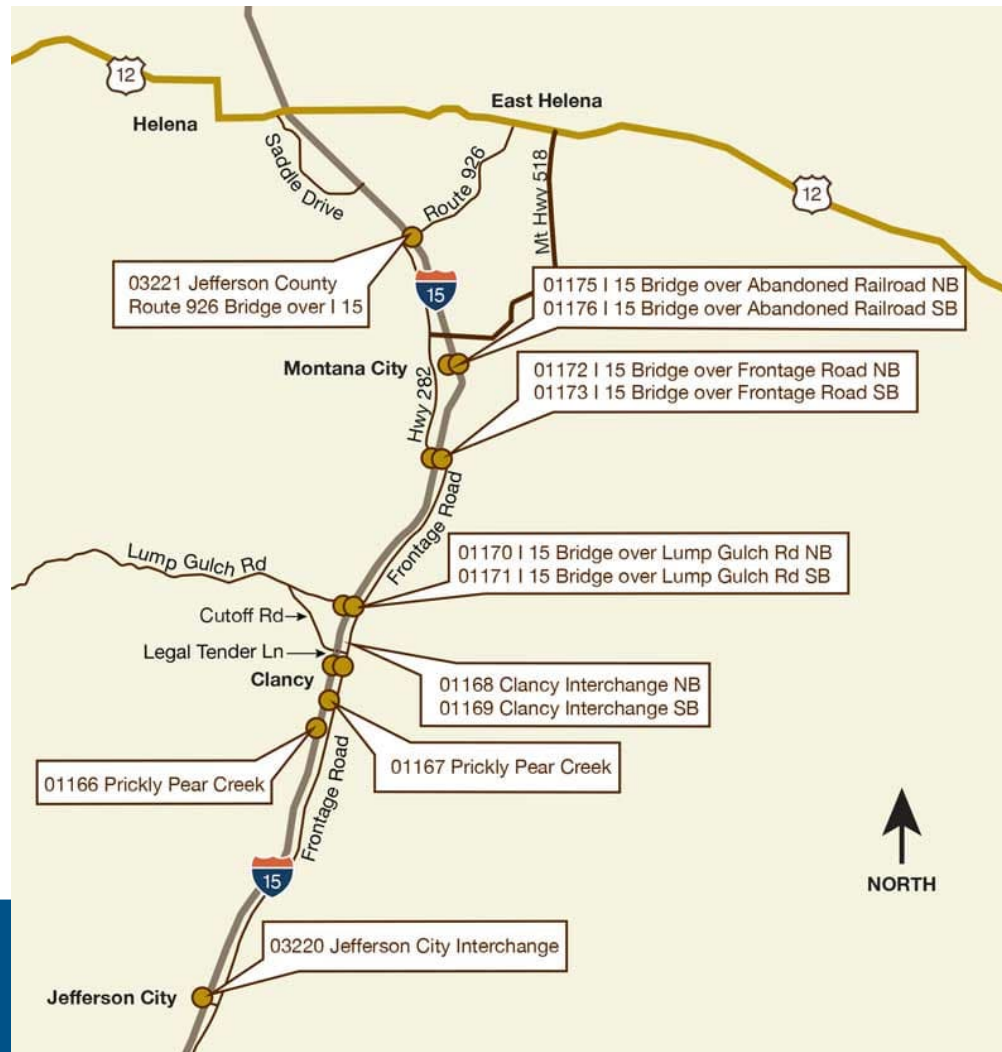 12
Helena
East Helena
Saddle Drive
Route 926
Mt Hwy 518
12
03221 Jefferson County
Route 926 Bridge over I 15
15
01175 I 15 Bridge over Abandoned Railroad NB
01176 I 15 Bridge over Abandoned Railroad SB
Montana City
Hwy 282
01172 I 15 Bridge over Frontage Road NB
01173 I 15 Bridge over Frontage Road SB
Frontage Road
Lump Gulch Rd
01170 I 15 Bridge over Lump Gulch Rd NB
01171 I 15 Bridge over Lump Gulch Rd SB
Cutoff Rd
Legal Tender Ln
Clancy
01168 Clancy Interchange NB
01169 Clancy Interchange SB
01166 Prickly Pear Creek
01167 Prickly Pear Creek
Frontage Road
15
NORTH
03220 Jefferson City Interchange
Jefferson City